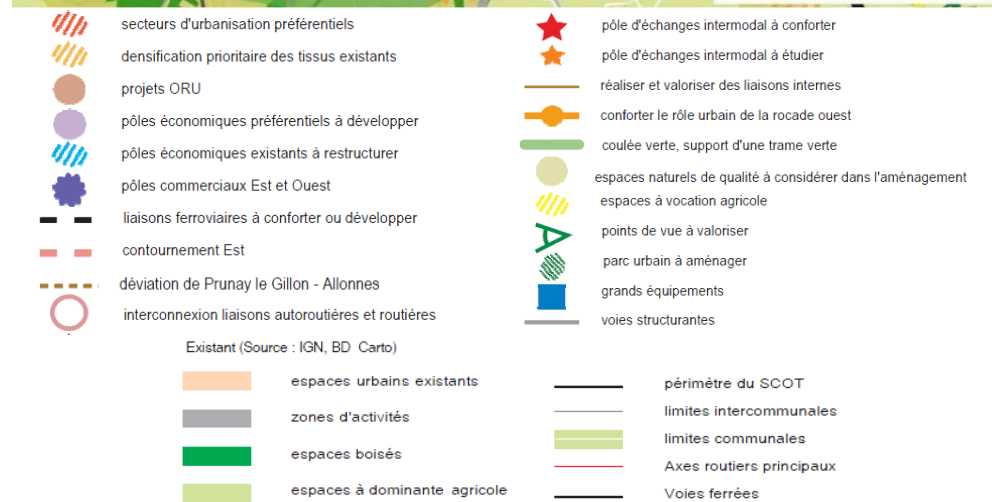 secteurs d'urbanisation préférentiels
densification prioritaire des tissus existants
projets ORU
pôles économiques préférentiels à développer
pôles économiques existants à restructurer
pôles commerciaux Est et Ouest
liaisons ferroviaires à conforter ou développer
contournement Est
déviation de Prunay le Gillon - Allonnes
interconnexion liaisons autoroutières et routières
pôle d'échanges intermodal à conforter
pôle d'échanges intermodal à étudier
réaliser et valoriser des liaisons internes
conforter le rôle urbain de la rocade ouest
coulée verte, support d'une trame verte
espaces naturels de qualité à considérer dans l'aménagement
espaces à vocation agricole
points de vue à valoriser
parc urbain à aménager
grands équipements
voies structurantes
Existant (Source : IGN, BD Carto)
espaces urbains existants
zones d'activités
espaces boisés
espaces à dominante agricole
périmètre du SCOT
limites intercommunales
limites communales
Axes routiers principaux
Voies ferrées